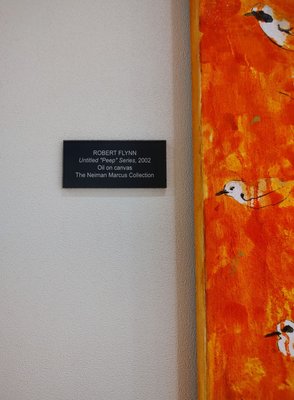 ROBERT FLYNN
Untitled "Peep" Series, 2002
Oil on canvas
The Neiman Marcus Collection